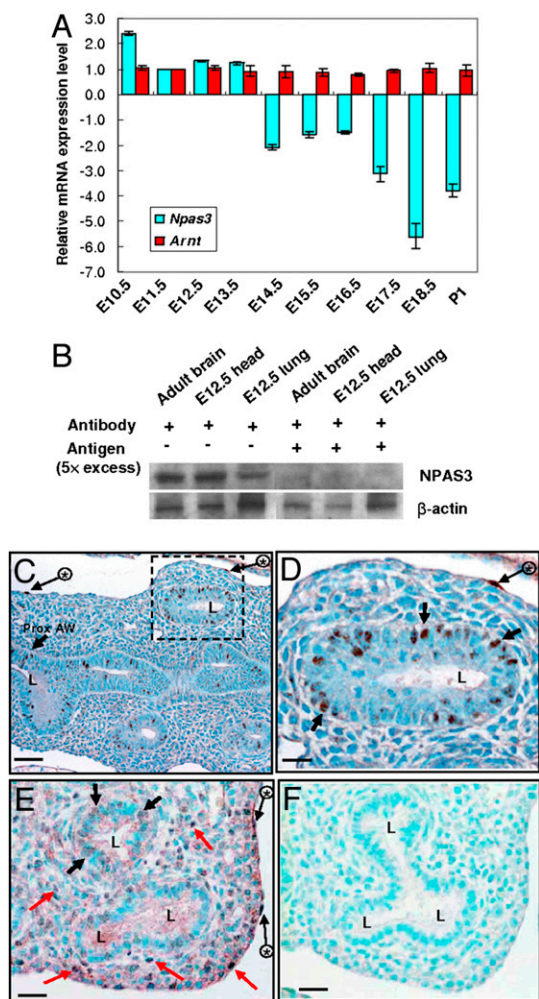 A
Relative mRNA expression level
3.0
2.0
1.0
0.0
-1.0
-2.0
-3.0
-4.0
-5.0
-6.0
-7.0
Npas3
Arnt
E10.5
E11.5
E12.5
E13.5
E14.5
E15.5
E16.5
E17.5
E18.5
P1
B
Adult brain
E12.5 head
E12.5 lung
Adult brain
E12.5 head
E12.5 lung
Antibody + + + + + +
Antigen - - - + + +
(5x excess)
NPAS3
β-actin
C
L
Prox AW
L
D
L
E
L
L
L
F
L
L
L